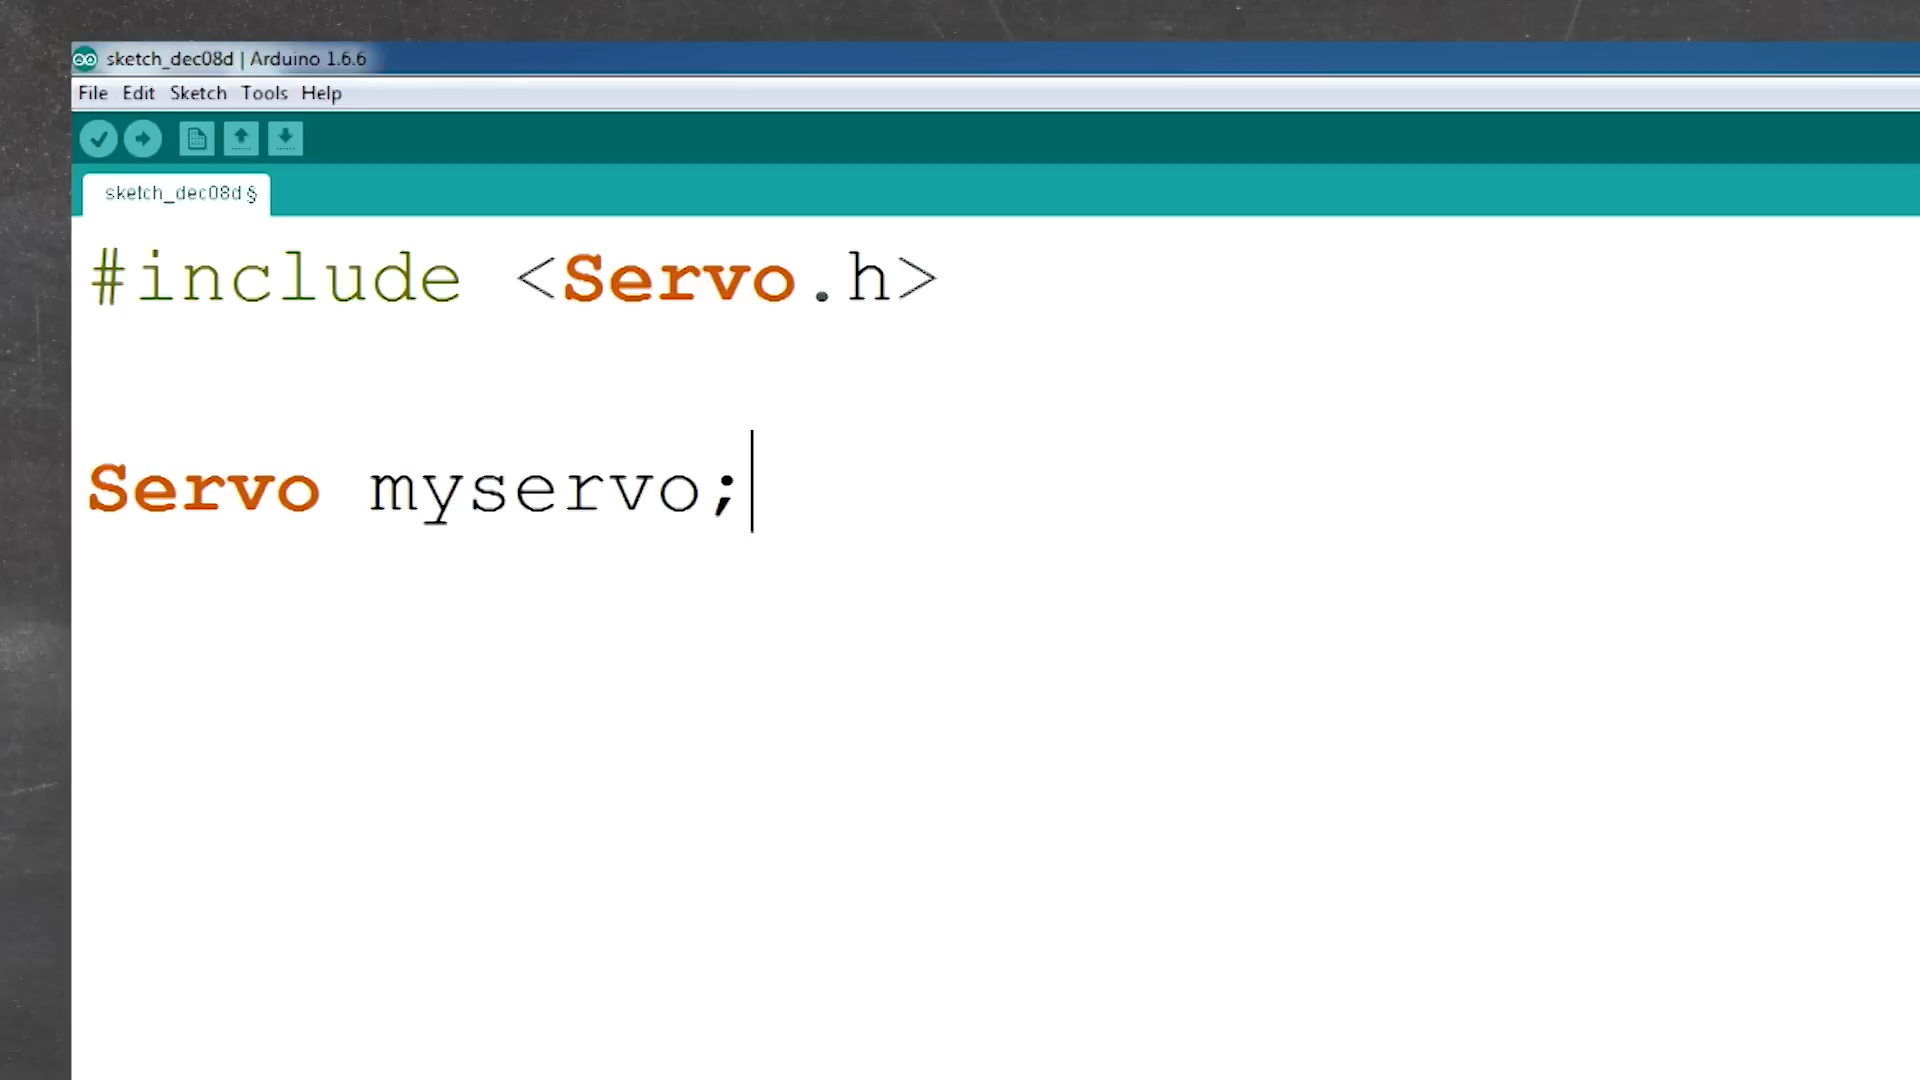 sketch_dec08d | Arduino 1.6.6
File Edit Sketch Tools Help
sketch_dec08d §
#include <Servo.h>
Servo myservo;